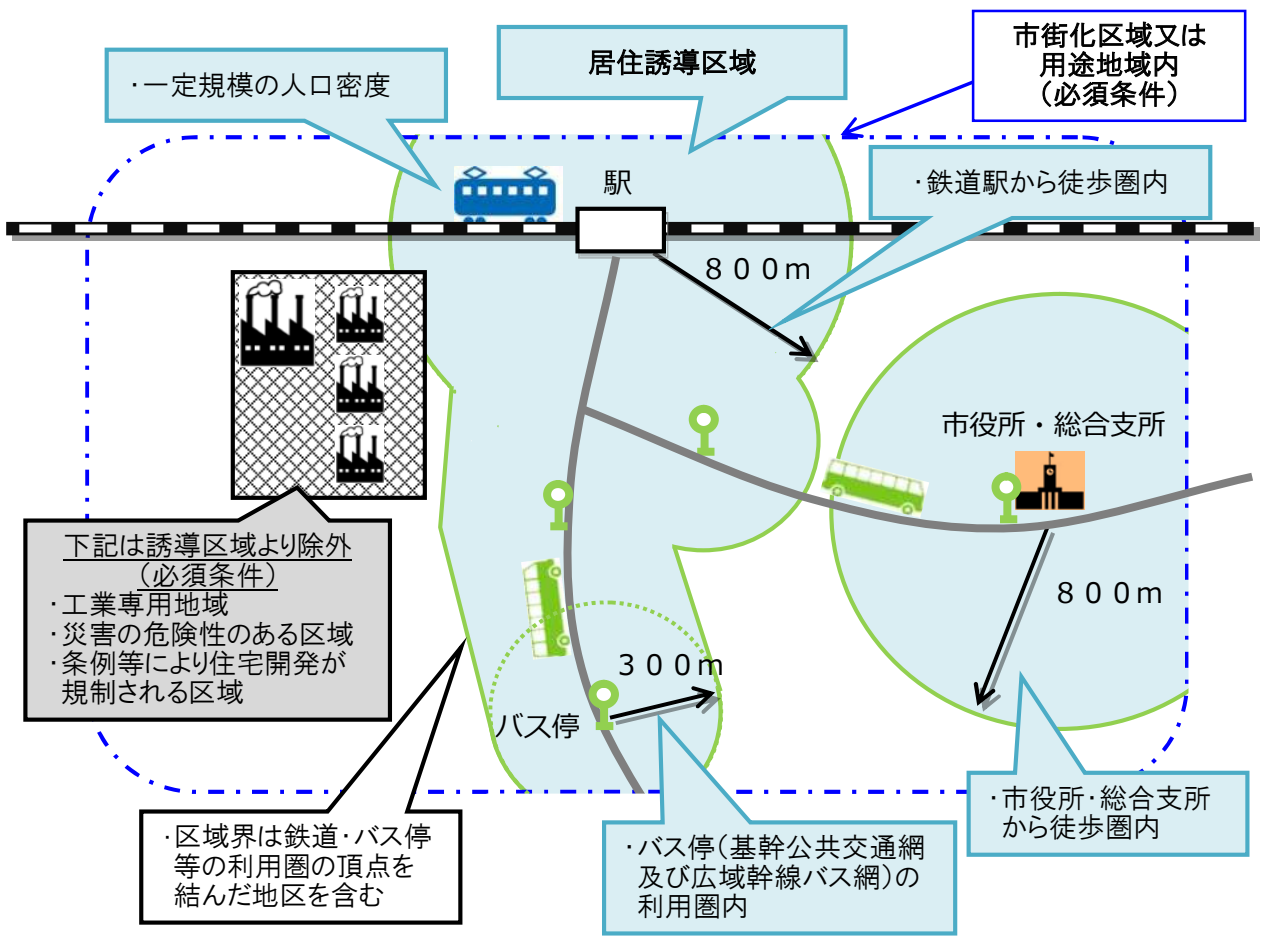 ・一定規模の人口密度
居住誘導区域
市街化区域又は
用途地域内
（必須条件）
駅
・鉄道駅から徒歩圏内
８００ｍ
市役所・総合支所
下記は誘導区域より除外
（必須条件）
・工業専用地域
・災害の危険性のある区域
・条例等により住宅開発が
規制される区域
８００ｍ
３００ｍ
バス停
・区域界は鉄道・バス停
等の利用圏の頂点を
結んだ地区を含む
・バス停（基幹公共交通網
及び広域幹線バス網）の
利用圏内
・市役所・総合支所
から徒歩圏内